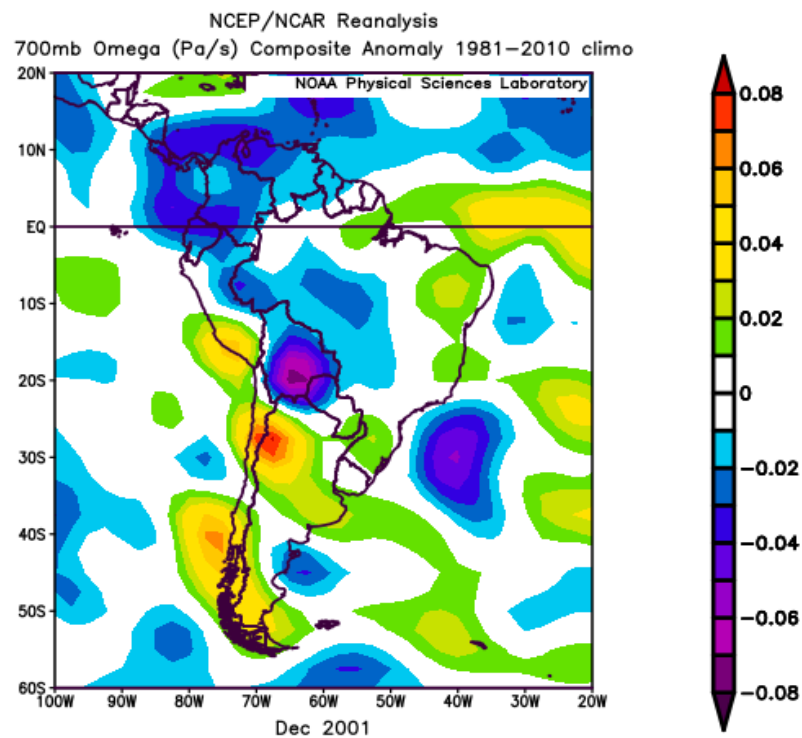 NCEP/NCAR Reanalysis
700mb Omega (Pa/s) Composite Anomaly 1981-2010 climo
NOAA Physical Sciences Laboratory
20N
10N
EQ
10S
20S
30S
40S
50S
60S
100W 90W 80W 70W 60W 50W 40W 30W 20W
Dec 2001
0.08
0.06
0.04
0.02
0
-0.02
-0.04
-0.06
-0.08